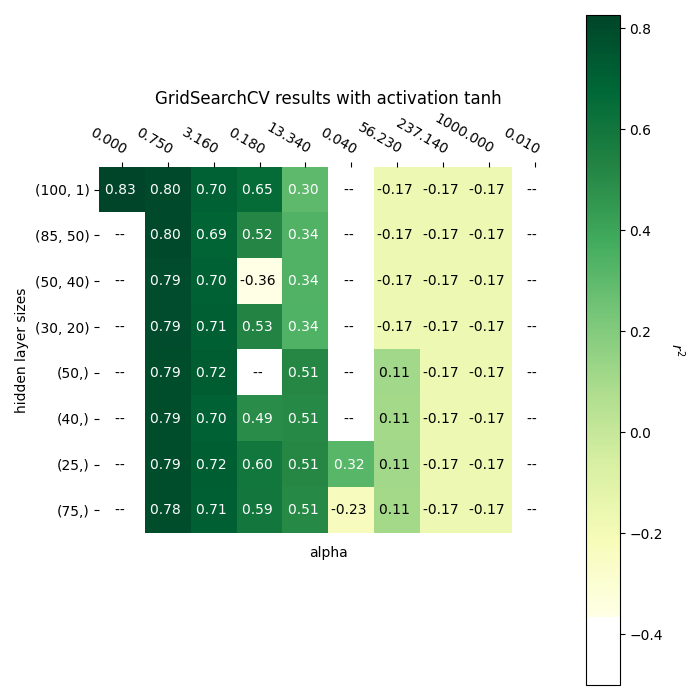 GridSearchCV results with activation tanh
0.000 0.750 3.160 0.180 13.340 0.040 56.230 237.140 1000.000 0.010
(100, 1) 0.83 0.80 0.70 0.65 0.30 -- -0.17 -0.17 -0.17 --
(85, 50) -- 0.80 0.69 0.52 0.34 -- -0.17 -0.17 -0.17 --
(50, 40) -- 0.79 0.70 -0.36 0.34 -- -0.17 -0.17 -0.17 --
(30, 20) -- 0.79 0.71 0.53 0.34 -- -0.17 -0.17 -0.17 --
(50,) -- 0.79 0.72 -- 0.51 -- 0.11 -0.17 -0.17 --
(40,) -- 0.79 0.70 0.49 0.51 -- 0.11 -0.17 -0.17 --
(25,) -- 0.79 0.72 0.60 0.51 0.32 0.11 -0.17 -0.17 --
(75,) -- 0.78 0.71 0.59 0.51 -0.23 0.11 -0.17 -0.17 --
hidden layer sizes
alpha
0.8
0.6
0.4
0.2
0.0
−0.2
−0.4
r²